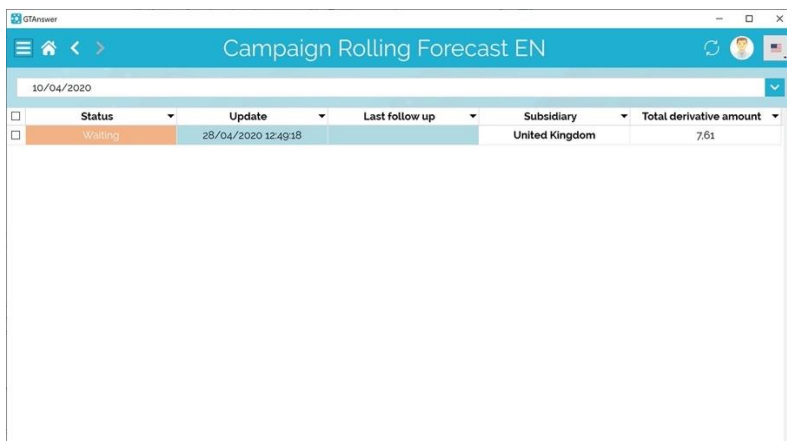 GTAnswer
Campaign Rolling Forecast EN
10/04/2020
Status Update Last follow up Subsidiary Total derivative amount
Waiting 28/04/2020 12:49:18 United Kingdom 7,61